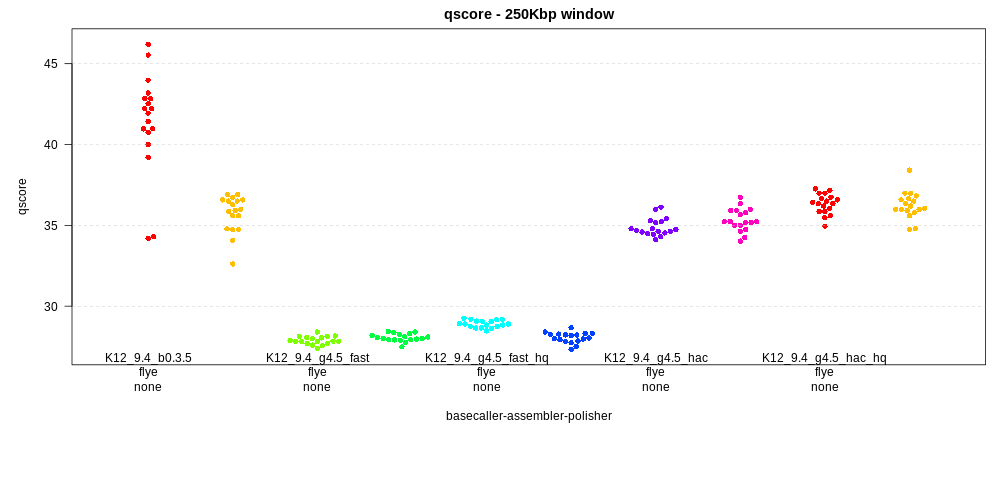 qscore - 250Kbp window
45
40
35
30
qscore
K12_9.4_b0.3.5 K12_9.4_g4.5_fast K12_9.4_g4.5_fast_hq K12_9.4_g4.5_hac K12_9.4_g4.5_hac_hq
flye flye flye flye flye
none none none none none
basecaller-assembler-polisher